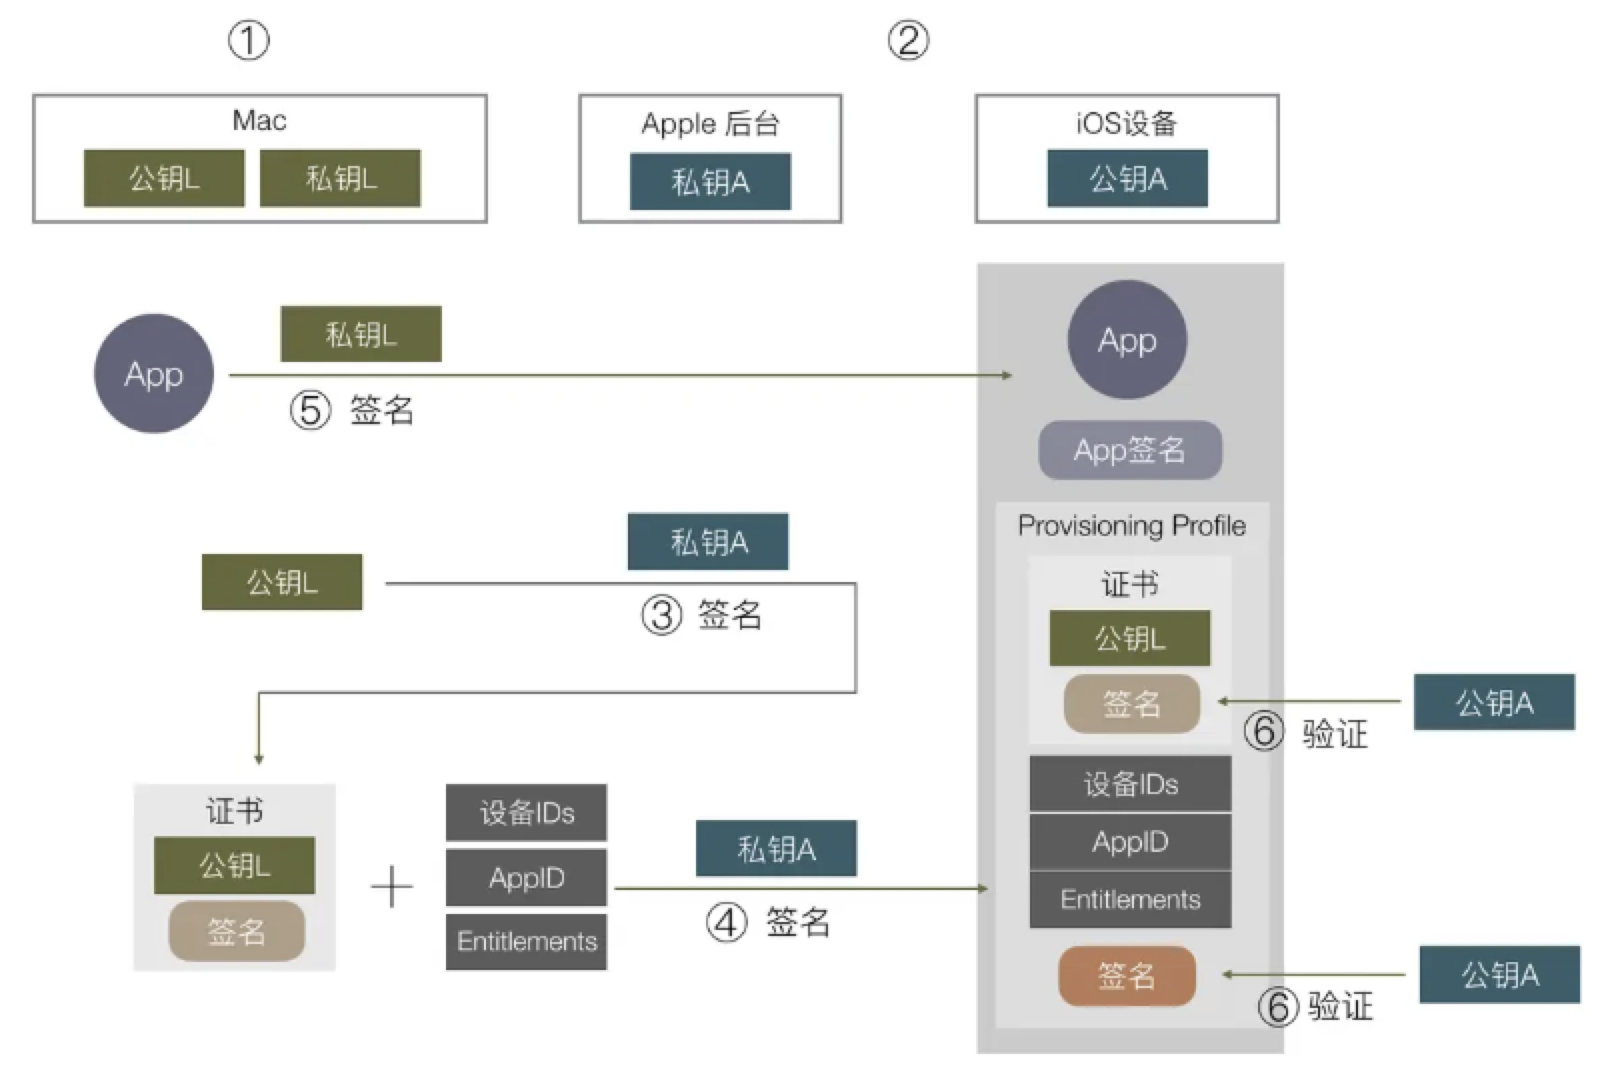 ①
②
Mac
公钥L
私钥L
Apple 后台
私钥A
iOS设备
公钥A
App
私钥L
⑤ 签名
App
App签名
公钥L
私钥A
③ 签名
Provisioning Profile
证书
公钥L
签名
⑥ 验证
公钥A
证书
公钥L
签名
+
设备IDs
AppID
Entitlements
私钥A
④ 签名
设备IDs
AppID
Entitlements
签名
⑥ 验证
公钥A